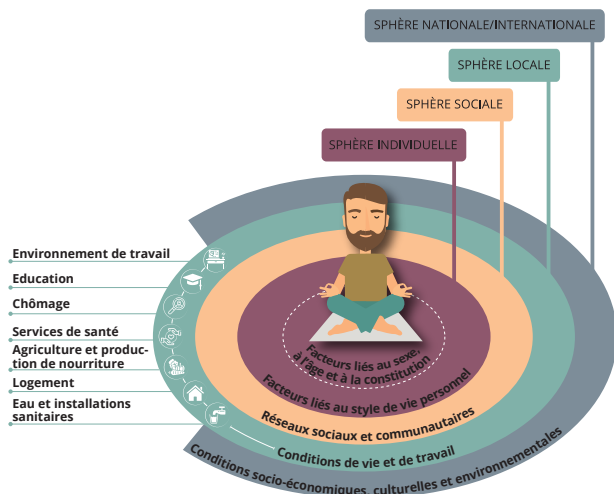 SPHÈRE NATIONALE/INTERNATIONALE
SPHÈRE LOCALE
SPHÈRE SOCIALE
SPHÈRE INDIVIDUELLE
Environnement de travail
Education
Chômage
Services de santé
Agriculture et produc-
tion de nourriture
Logement
Eau et installations
sanitaires
Facteurs liés au sexe,
à l'âge et à la constitution
Facteurs liés au style de vie personnel
Réseaux sociaux et communautaires
Conditions de vie et de travail
Conditions socio-économiques, culturelles et environnementales